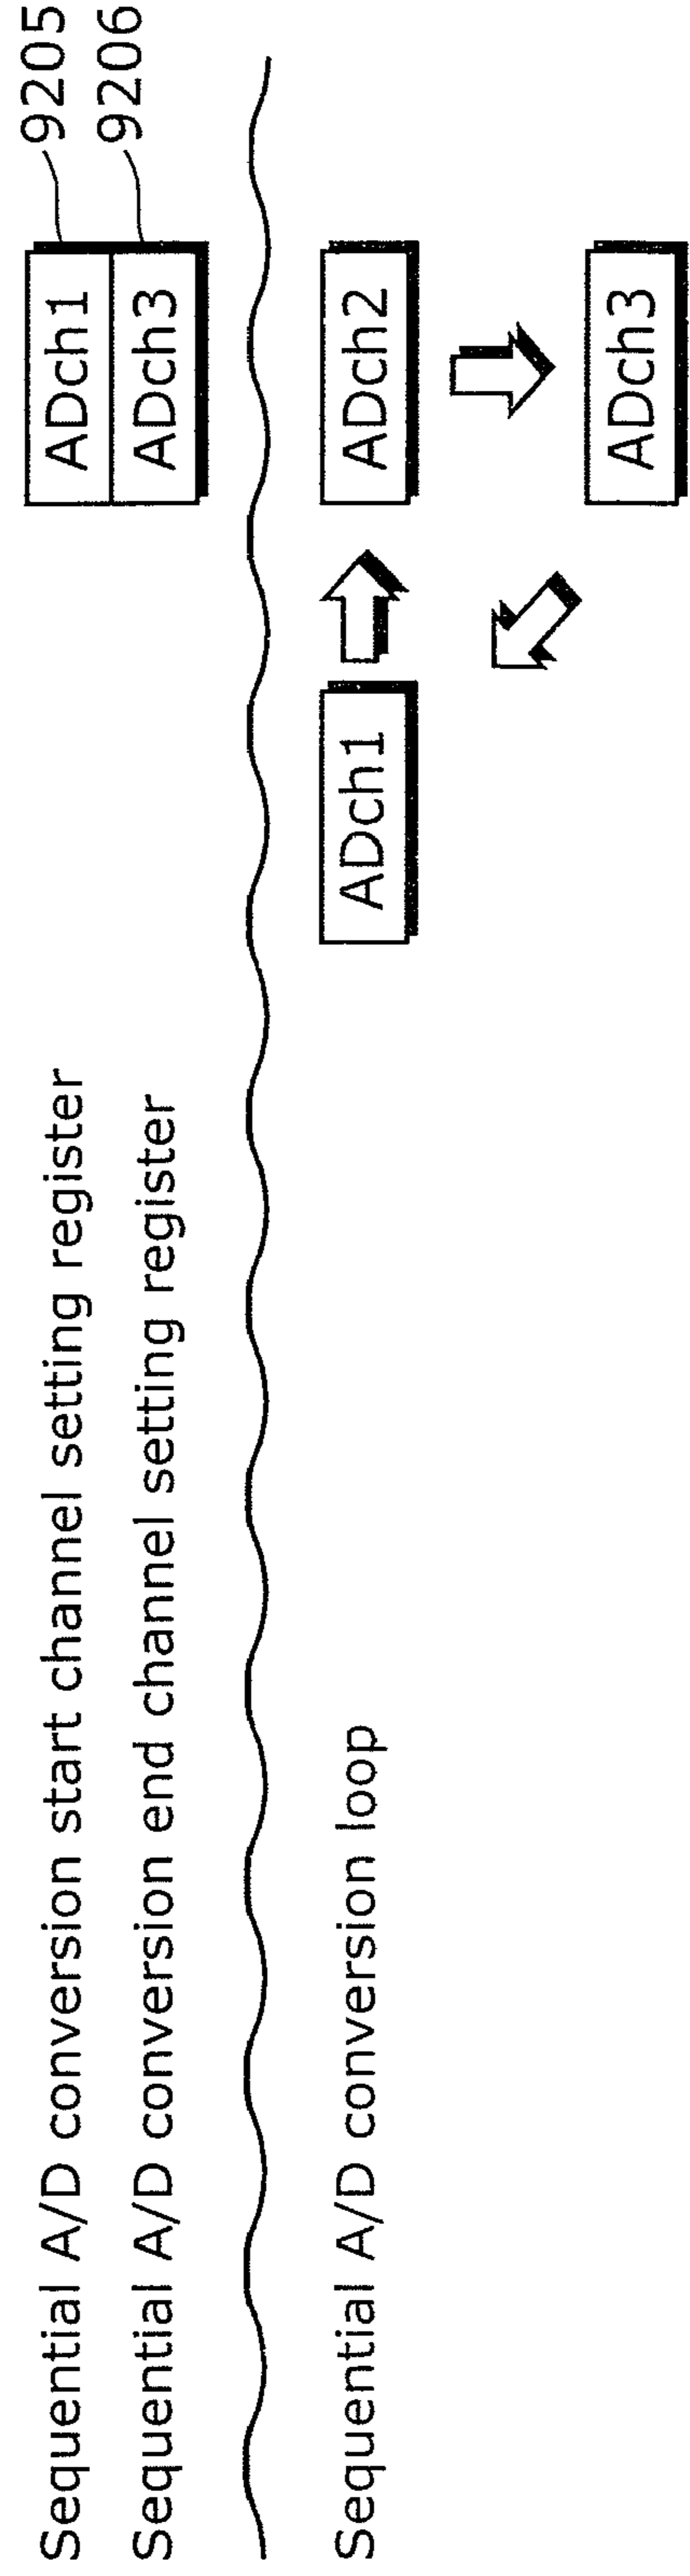 Sequential A/D conversion start channel setting register ADch1 9205
Sequential A/D conversion end channel setting register ADch3 9206
Sequential A/D conversion loop ADch1 ADch2
ADch3